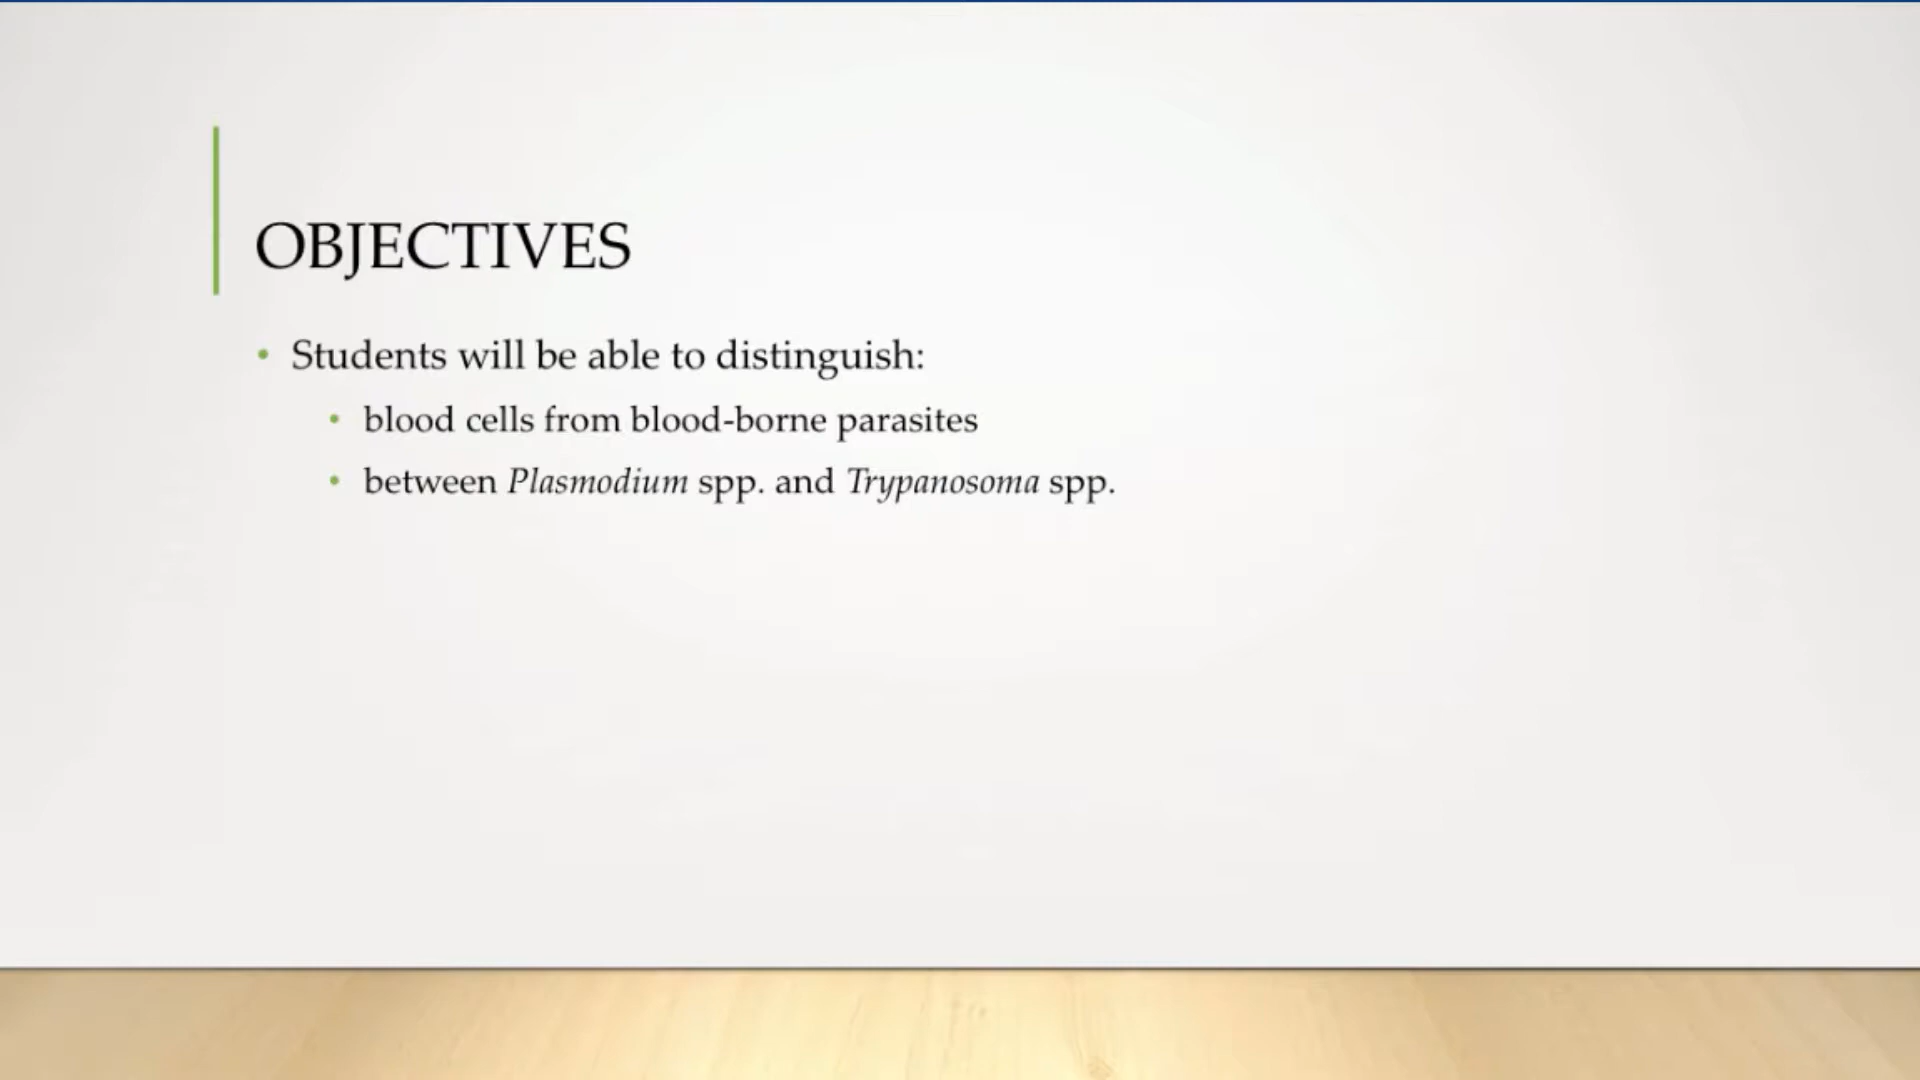 OBJECTIVES
• Students will be able to distinguish:
• blood cells from blood-borne parasites
• between Plasmodium spp. and Trypanosoma spp.